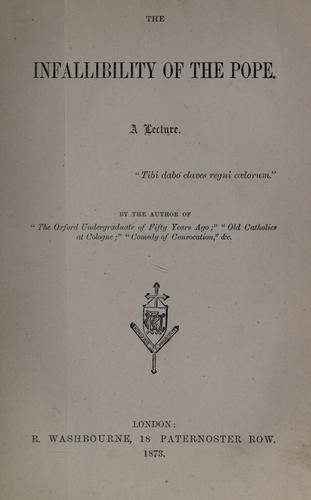 THE
INFALLIBILITY OF THE POPE.
A Lecture.
"Tibi dabo claves regni cœlorum."
BY THE AUTHOR OF
"The Oxford Undergraduate of Fifty Years Ago;" "Old Catholics
at Cologne;" "Comedy of Convocation," &c.
LONDON:
R. WASHBOURNE, 18 PATERNOSTER ROW.
1873.